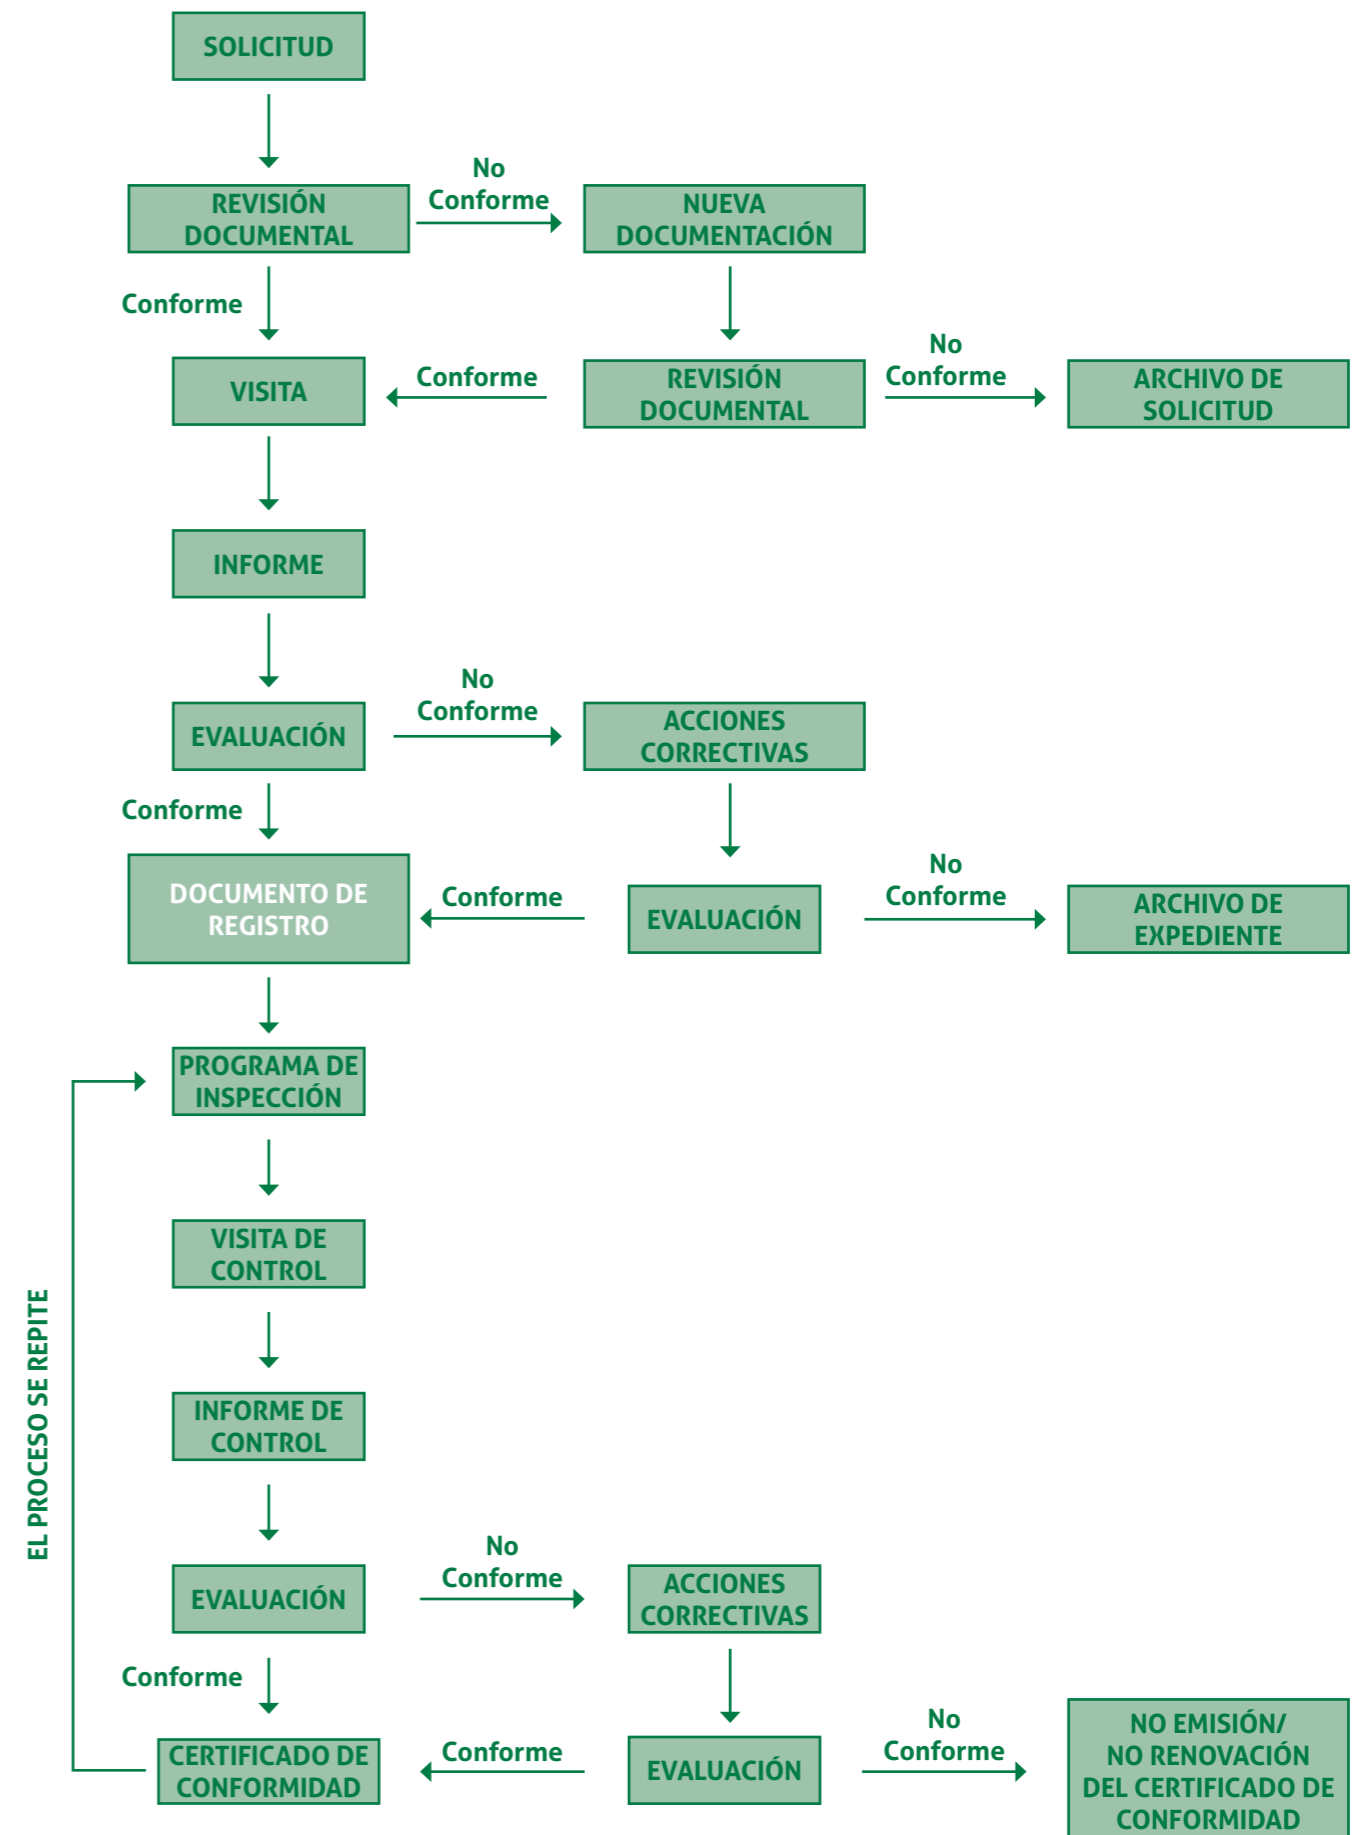 SOLICITUD
No
Conforme
REVISIÓN
DOCUMENTAL
NUEVA
DOCUMENTACIÓN
Conforme
VISITA
Conforme
REVISIÓN
DOCUMENTAL
No
Conforme
ARCHIVO DE
SOLICITUD
INFORME
EVALUACIÓN
No
Conforme
ACCIONES
CORRECTIVAS
Conforme
DOCUMENTO DE
REGISTRO
Conforme
EVALUACIÓN
No
Conforme
ARCHIVO DE
EXPEDIENTE
PROGRAMA DE
INSPECCIÓN
VISITA DE
CONTROL
EL PROCESO SE REPITE
INFORME DE
CONTROL
EVALUACIÓN
No
Conforme
ACCIONES
CORRECTIVAS
Conforme
CERTIFICADO DE
CONFORMIDAD
Conforme
EVALUACIÓN
No
Conforme
NO EMISIÓN/
NO RENOVACIÓN
DEL CERTIFICADO DE
CONFORMIDAD